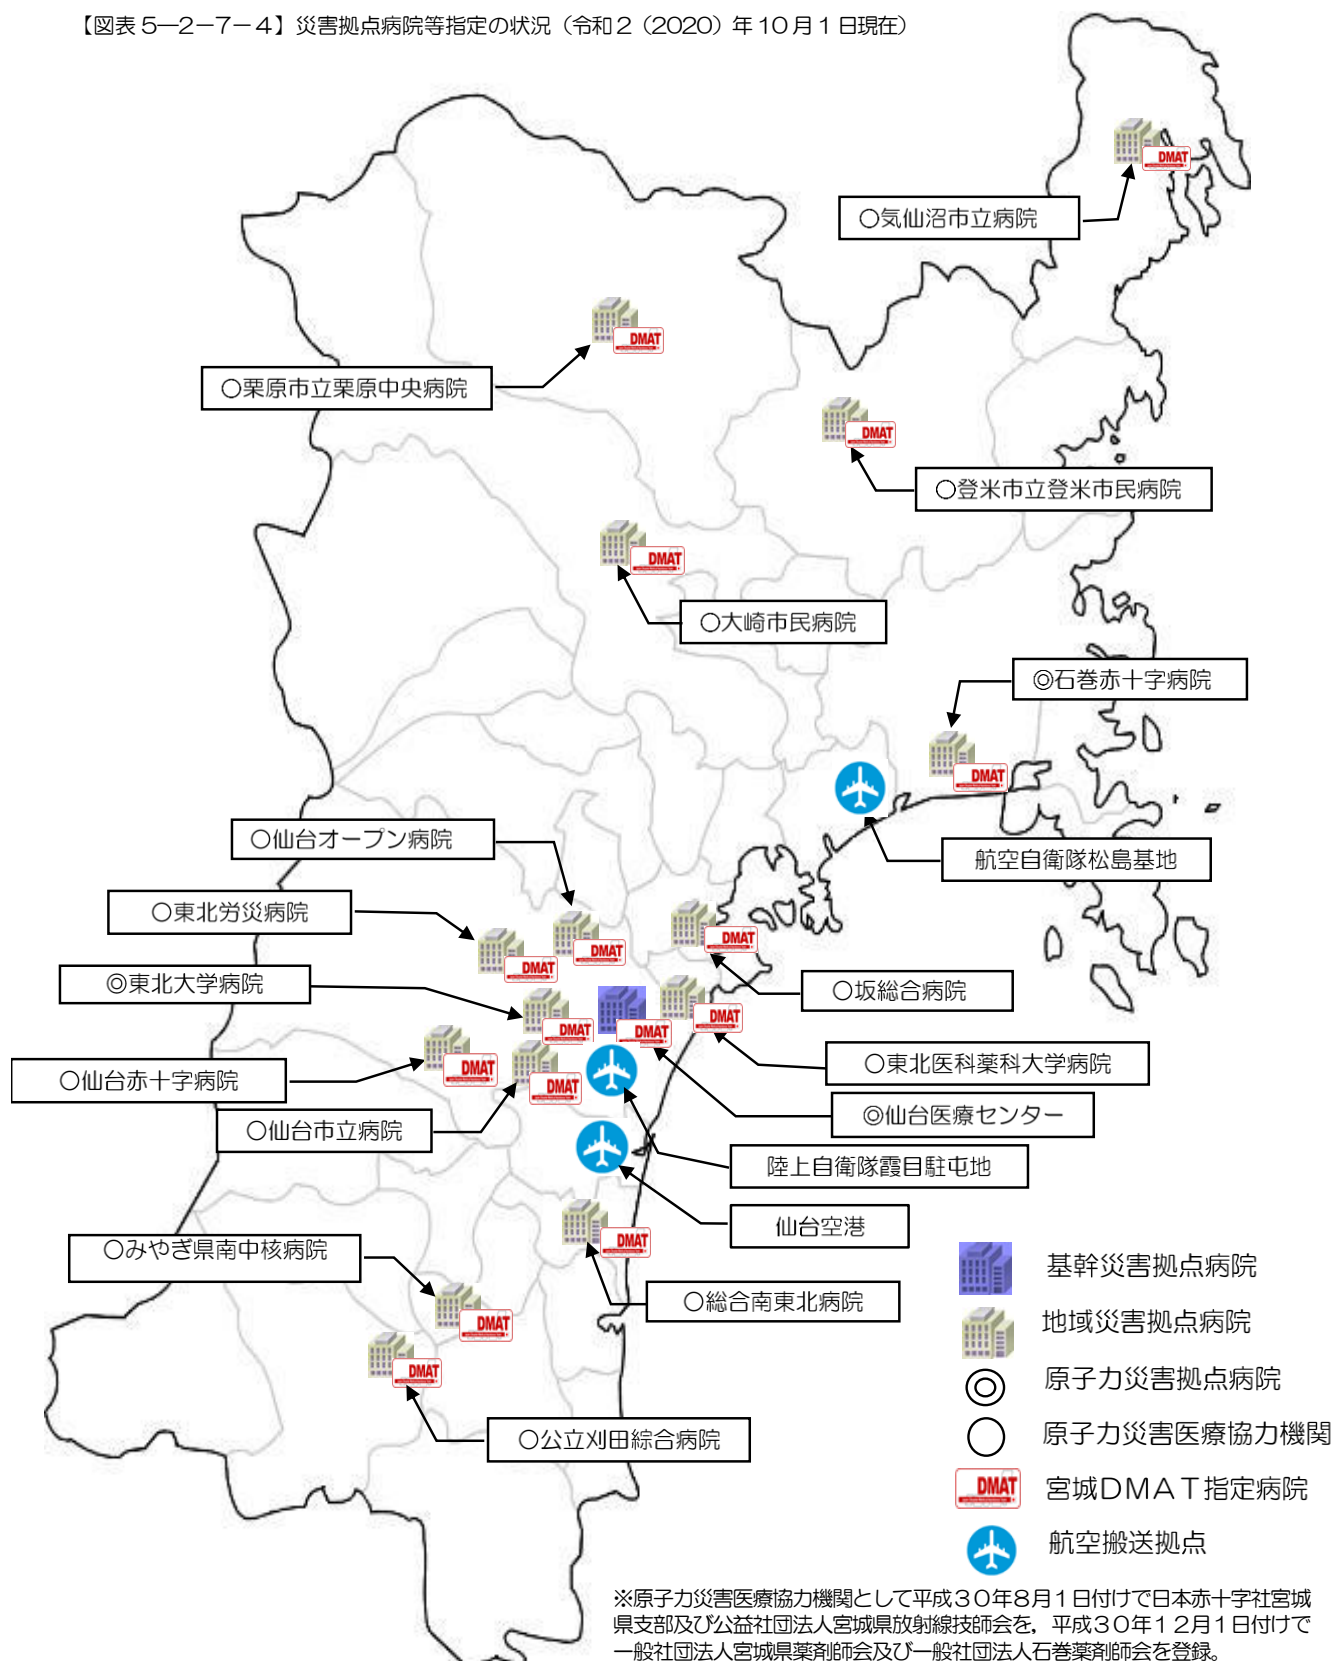 【図表５―２－７－４】災害拠点病院等指定の状況（令和２（2020）年10月１日現在）
DMAT
○気仙沼市立病院
DMAT
○栗原市立栗原中央病院
DMAT
○登米市立登米市民病院
DMAT
○大崎市民病院
◎石巻赤十字病院
DMAT
○仙台オープン病院
航空自衛隊松島基地
○東北労災病院
DMAT
DMAT
DMAT
◎東北大学病院
○坂総合病院
DMAT
DMAT
DMAT
○仙台赤十字病院
DMAT
DMAT
○東北医科薬科大学病院
◎仙台医療センター
○仙台市立病院
陸上自衛隊霞目駐屯地
仙台空港
DMAT
○みやぎ県南中核病院
基幹災害拠点病院
○総合南東北病院
地域災害拠点病院
DMAT
DMAT
原子力災害拠点病院
○公立刈田綜合病院
原子力災害医療協力機関
DMAT
宮城ＤＭＡＴ指定病院
航空搬送拠点
※原子力災害医療協力機関として平成３０年８月１日付けで日本赤十字社宮城
県支部及び公益社団法人宮城県放射線技師会を，平成３０年１２月１日付けで
一般社団法人宮城県薬剤師会及び一般社団法人石巻薬剤師会を登録。